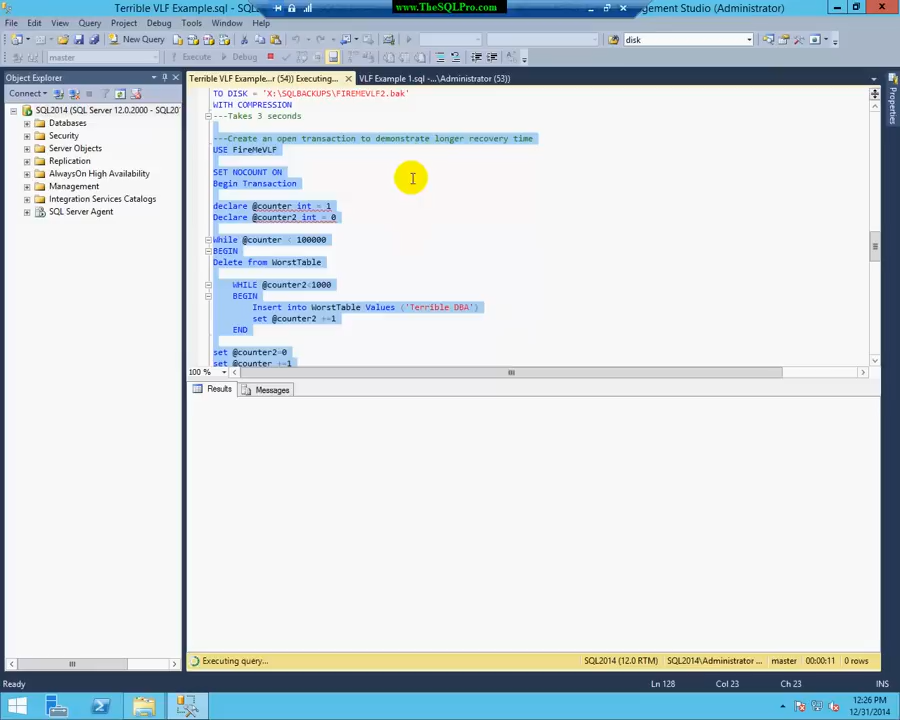 Terrible VLF Example.sql - SQL
www.TheSQLPro.com
gement Studio (Administrator)
File Edit View Query Project Debug Tools Window Help
New Query
disk
master
Execute
Debug
Object Explorer
Terrible VLF Example...r (54)) Executing...
VLF Example 1.sql -...\Administrator (53))
Properties
Connect
SQL2014 (SQL Server 12.0.2000 - SQL20
Databases
Security
Server Objects
Replication
AlwaysOn High Availability
Management
Integration Services Catalogs
SQL Server Agent
TO DISK = 'X:\SQLBACKUPS\FIREMEVLF2.bak'
WITH COMPRESSION
---Takes 3 seconds
---Create an open transaction to demonstrate longer recovery time
USE FireMeVLF
SET NOCOUNT ON
Begin Transaction
declare @counter int = 1
Declare @counter2 int = 0
While @counter < 100000
BEGIN
Delete from WorstTable
WHILE @counter2<1000
BEGIN
Insert into WorstTable Values ('Terrible DBA')
set @counter2 +=1
END
set @counter2=0
set @counter +=1
100 %
Results
Messages
Executing query...
SQL2014 (12.0 RTM)
SQL2014\Administrator ...
master
00:00:11
0 rows
Ready
Ln 128
Col 23
Ch 23
INS
12:26 PM
12/31/2014